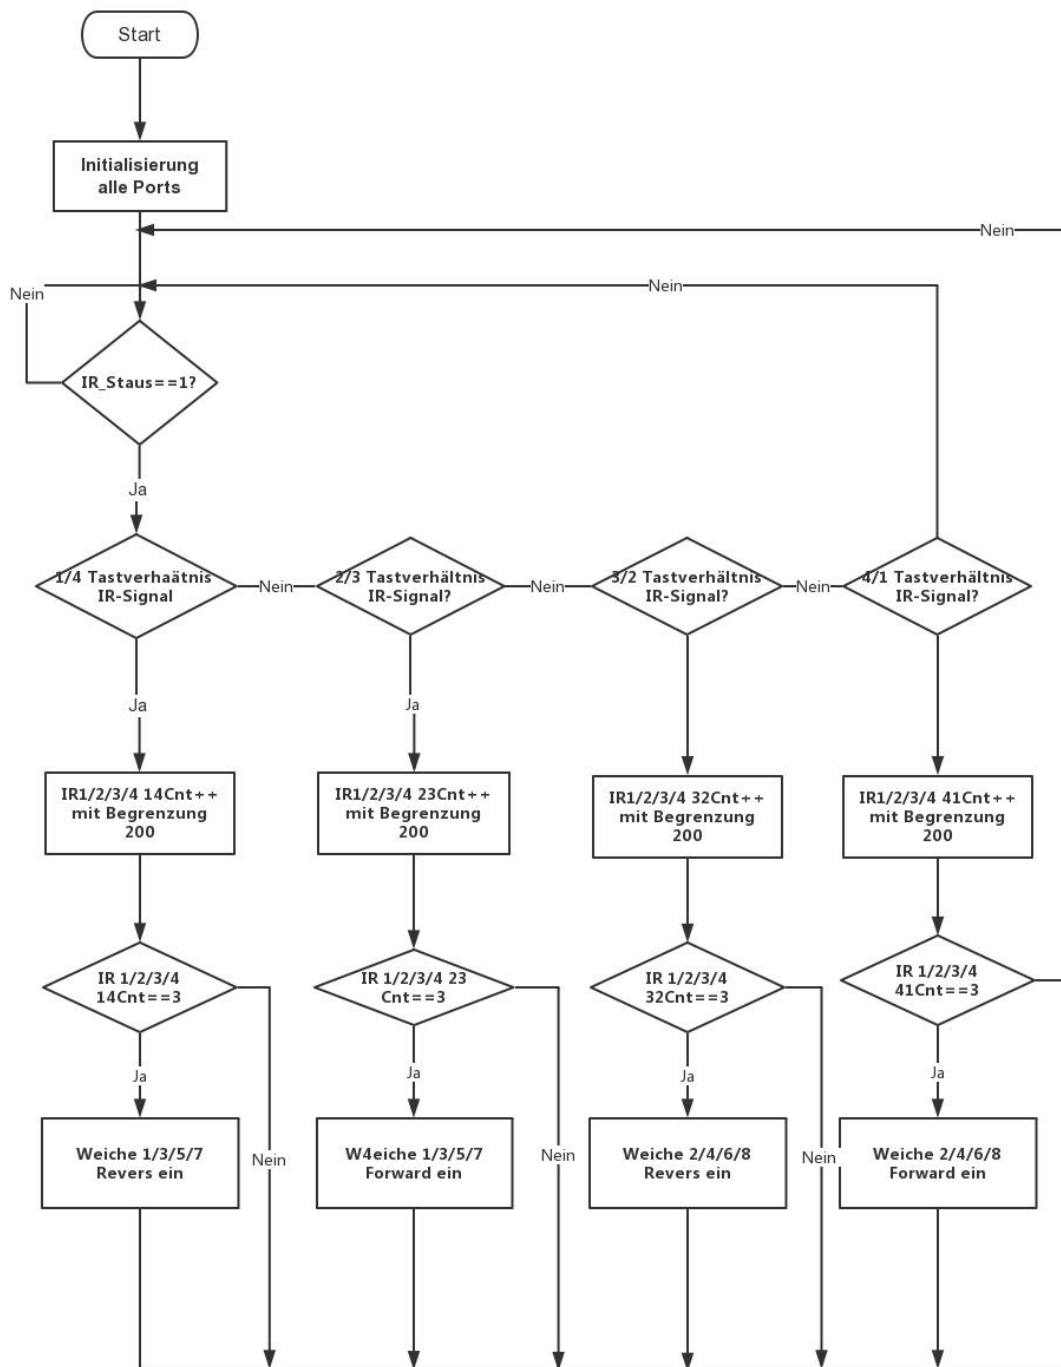 Start
Initialisierung
alle Ports
Nein
Nein
Nein
IR_Staus==1?
Ja
1/4 Tastverhaätnis
IR-Signal
Nein
2/3 Tastverhältnis
IR-Signal?
Nein
3/2 Tastverhältnis
IR-Signal?
Nein
4/1 Tastverhältnis
IR-Signal?
Ja
Ja
IR1/2/3/4 14Cnt++
mit Begrenzung
200
IR1/2/3/4 23Cnt++
mit Begrenzung
200
IR1/2/3/4 32Cnt++
mit Begrenzung
200
IR1/2/3/4 41Cnt++
mit Begrenzung
200
IR 1/2/3/4
14Cnt==3
IR 1/2/3/4 23
Cnt==3
IR 1/2/3/4
32Cnt==3
IR 1/2/3/4
41Cnt==3
Ja
Ja
Ja
Ja
Weiche 1/3/5/7
Revers ein
Nein
W4eiche 1/3/5/7
Forward ein
Nein
Weiche 2/4/6/8
Revers ein
Nein
Weiche 2/4/6/8
Forward ein